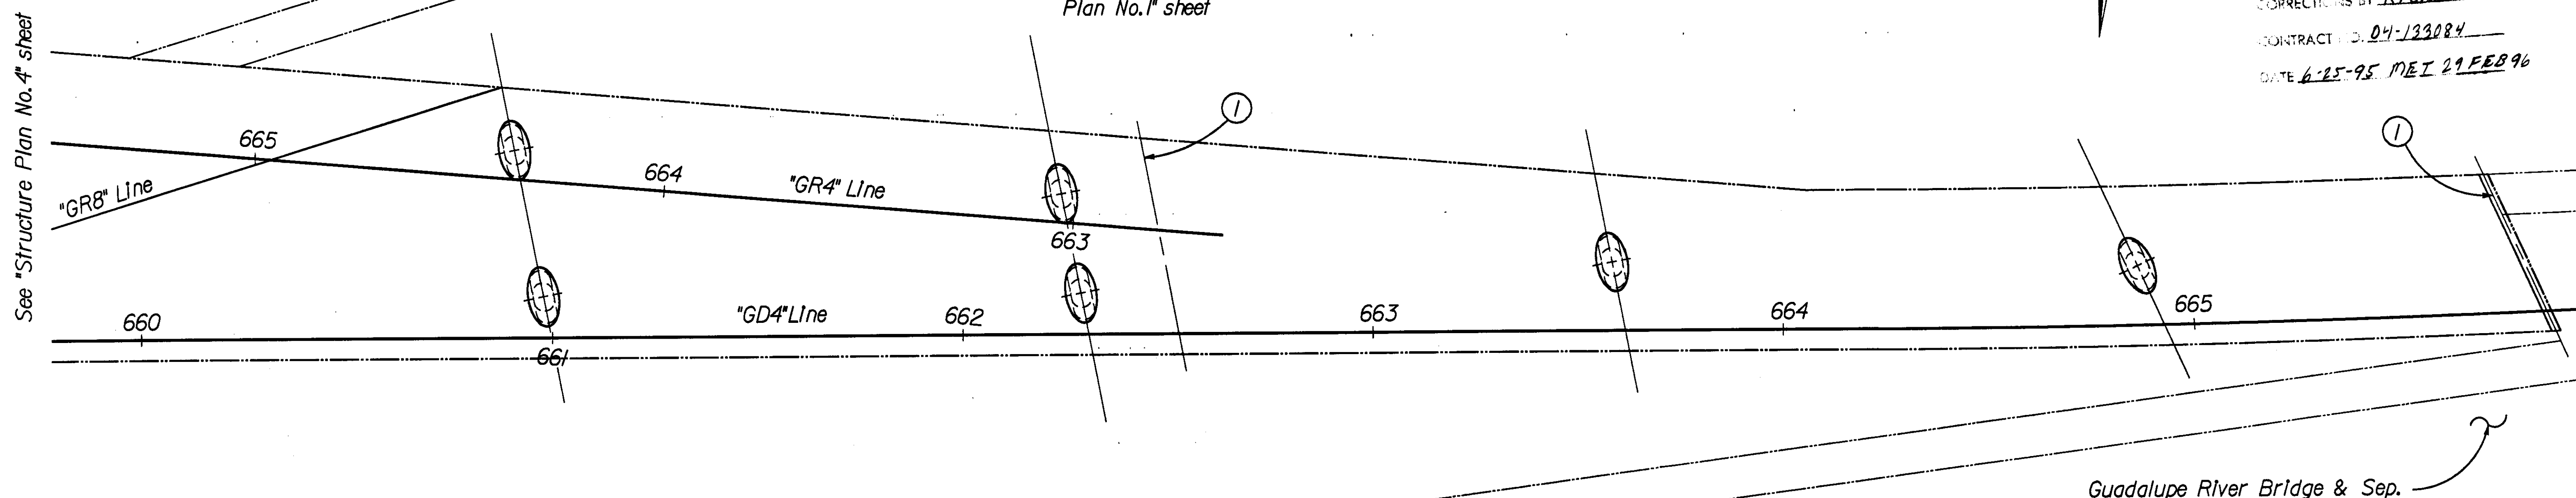 Plan No.1" sheet
CONTRACT NO. 04-133084
DATE 6-25-95 MET 29 FEB 96
See "Structure Plan No.4" sheet
1
1
665
664
"GR4" Line
"GR8" Line
663
660
661
"GD4"Line
662
663
664
665
Guadalupe River Bridge & Sep.